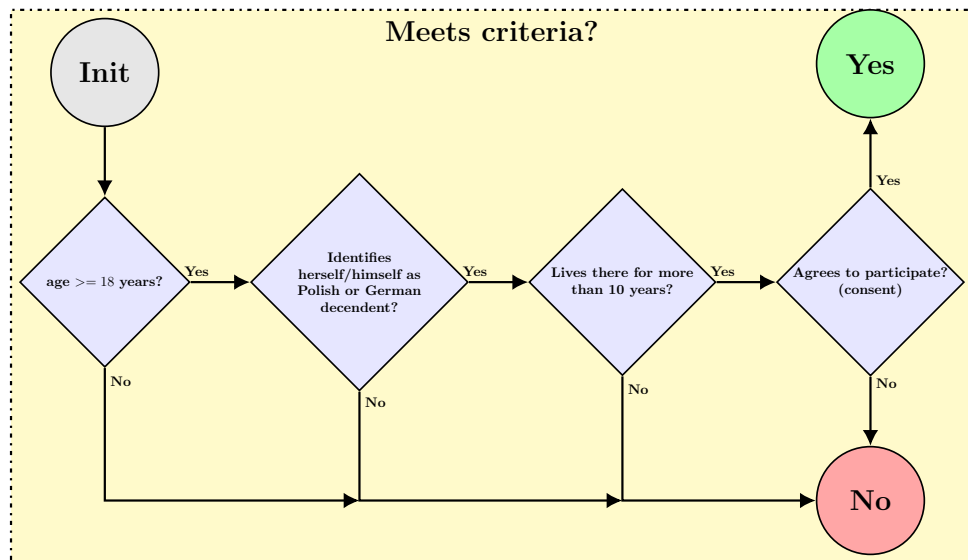 Meets criteria?
Init
Yes
Yes
age >= 18 years?
Yes
Identifies
herself/himself as
Polish or German
decendent?
Yes
Lives there for more
than 10 years?
Yes
Agrees to participate?
(consent)
No
No
No
No
No